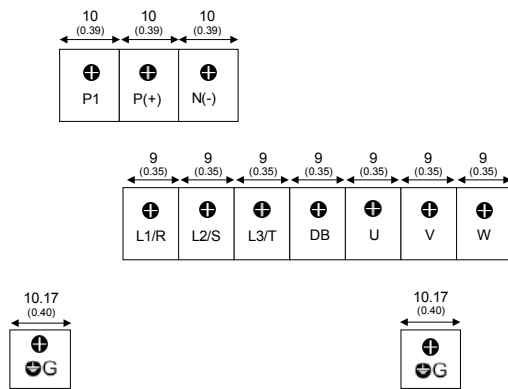 10 10 10
(0.39) (0.39) (0.39)
P1 P(+) N(-)
9 9 9 9 9 9 9
(0.35) (0.35) (0.35) (0.35) (0.35) (0.35) (0.35)
L1/R L2/S L3/T DB U V W
10.17 10.17
(0.40) (0.40)
G G